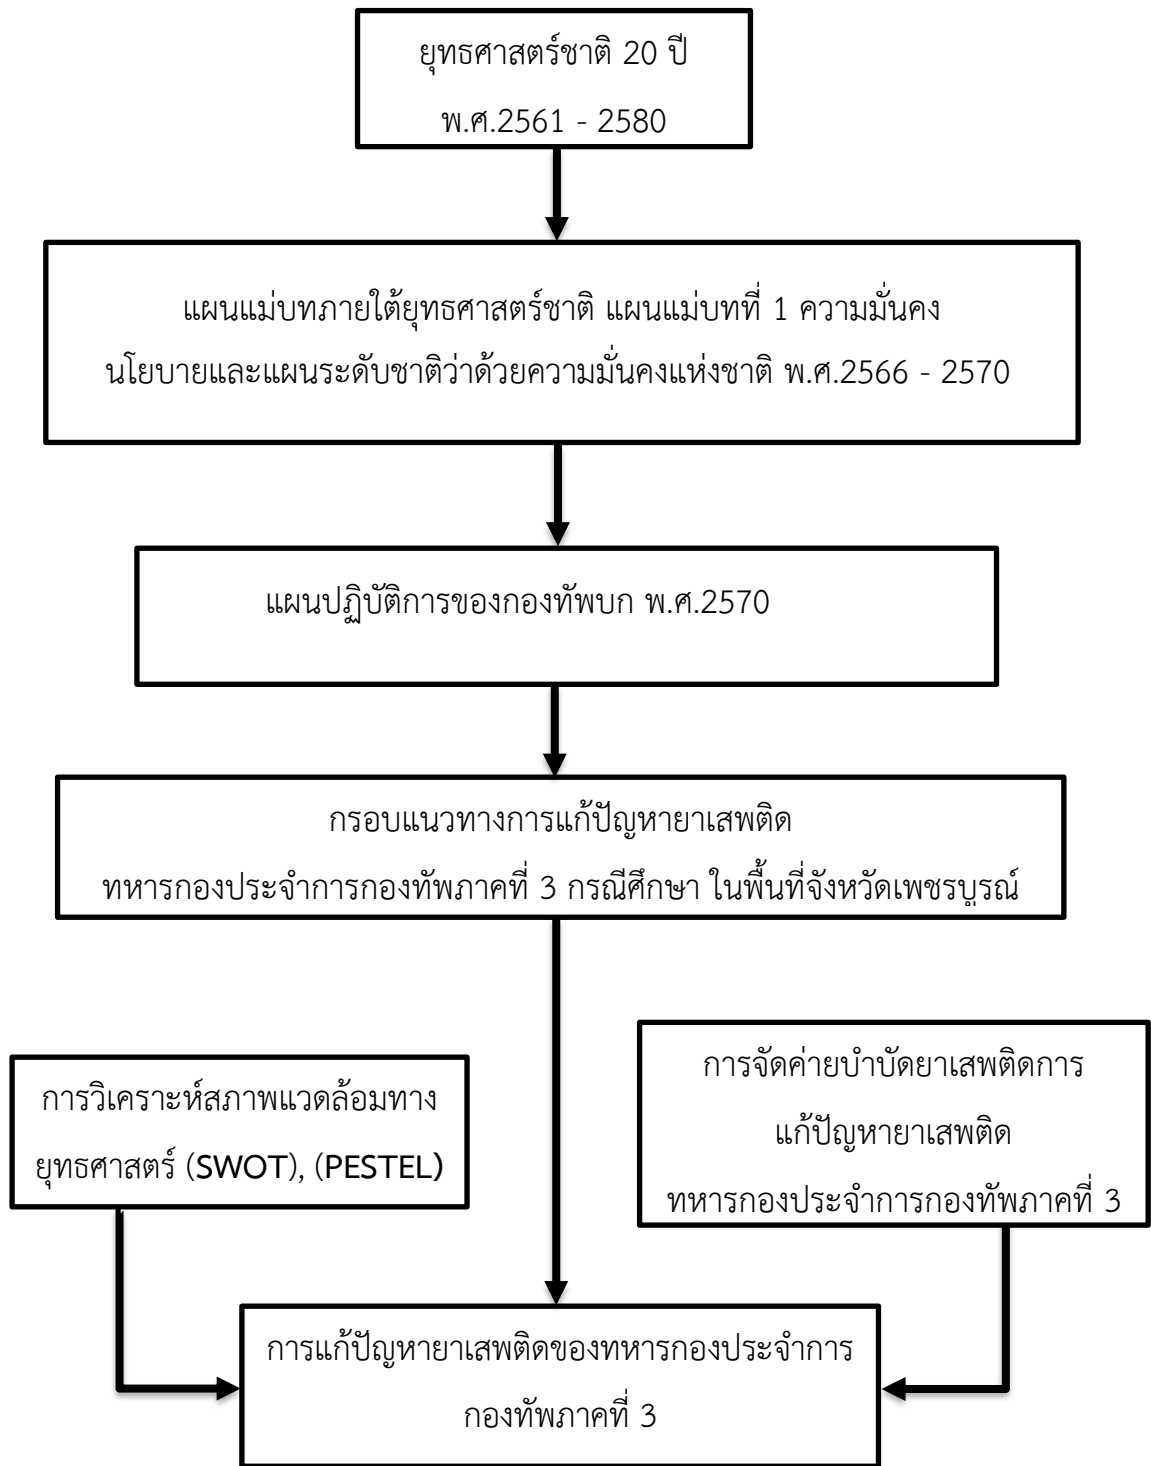 ยุทธศาสตร์ชาติ 20 ปี
พ.ศ.2561 - 2580
แผนแม่บทภายใต้ยุทธศาสตร์ชาติ แผนแม่บทที่ 1 ความมั่นคง
นโยบายและแผนระดับชาติว่าด้วยความมั่นคงแห่งชาติ พ.ศ.2566 - 2570
แผนปฏิบัติการของกองทัพบก พ.ศ.2570
กรอบแนวทางการแก้ปัญหายาเสพติด
ทหารกองประจำการกองทัพภาคที่ 3 กรณีศึกษา ในพื้นที่จังหวัดเพชรบูรณ์
การวิเคราะห์สภาพแวดล้อมทาง
ยุทธศาสตร์ (SWOT), (PESTEL)
การจัดค่ายบำบัดยาเสพติดการ
แก้ปัญหายาเสพติด
ทหารกองประจำการกองทัพภาคที่ 3
การแก้ปัญหายาเสพติดของทหารกองประจำการ
กองทัพภาคที่ 3